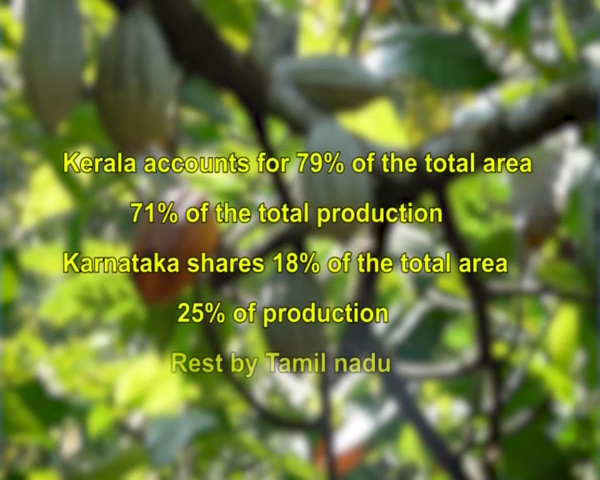 Kerala accounts for 79% of the total area
71% of the total production
Karnataka shares 18% of the total area
25% of production
Rest by Tamil nadu